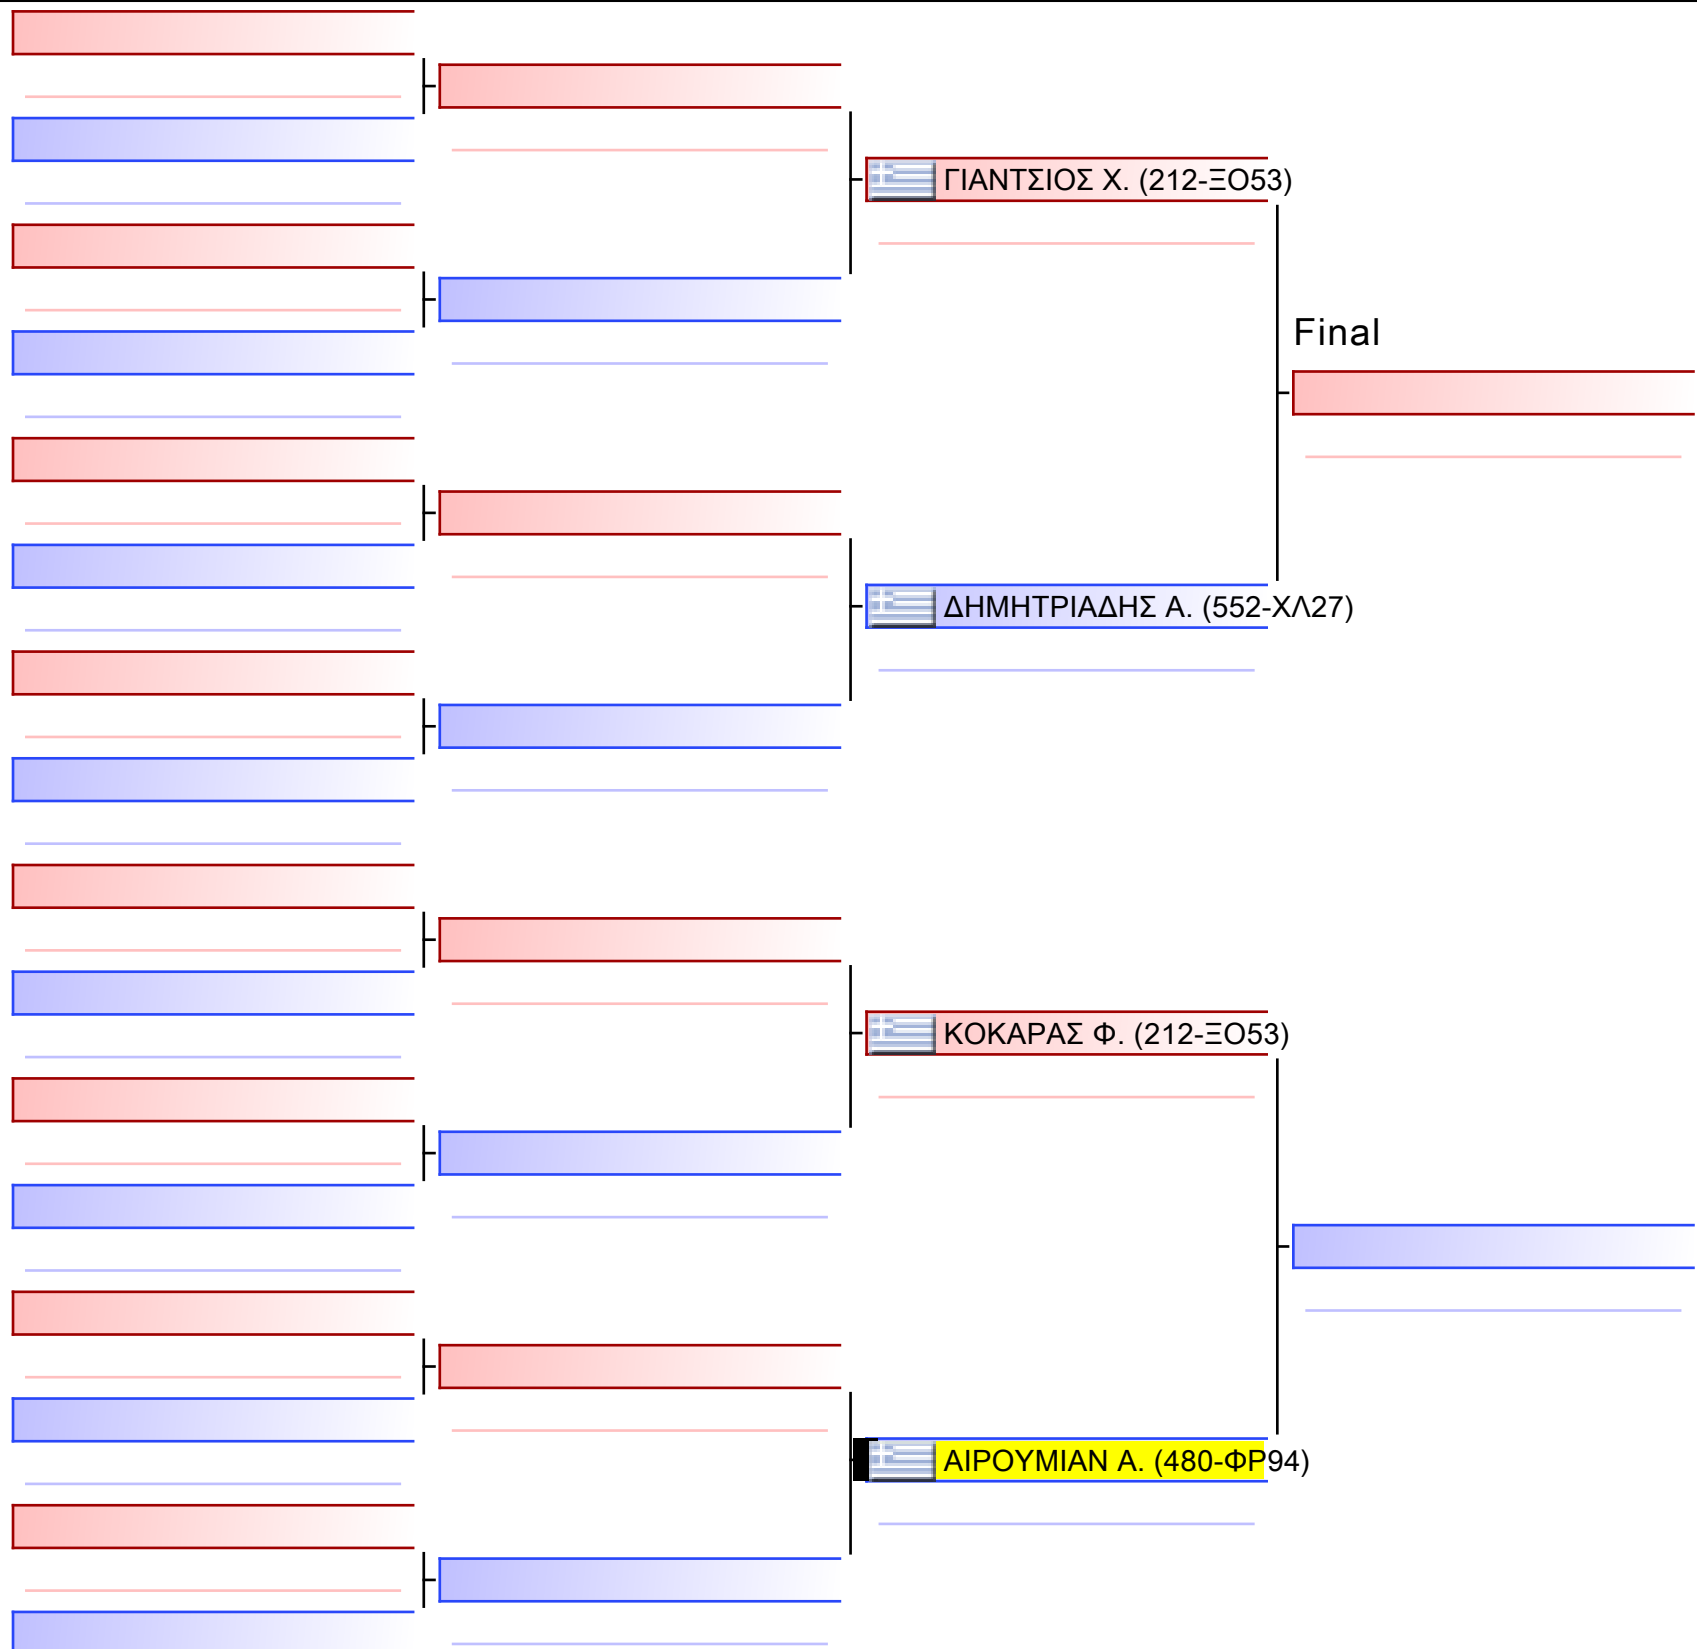 ΓΙΑΝΤΣΙΟΣ Χ. (212-ΞΟ53)
Final
ΔΗΜΗΤΡΙΑΔΗΣ Α. (552-ΧΛ27)
ΚΟΚΑΡΑΣ Φ. (212-ΞΟ53)
ΑΙΡΟΥΜΙΑΝ Α. (480-ΦΡ94)